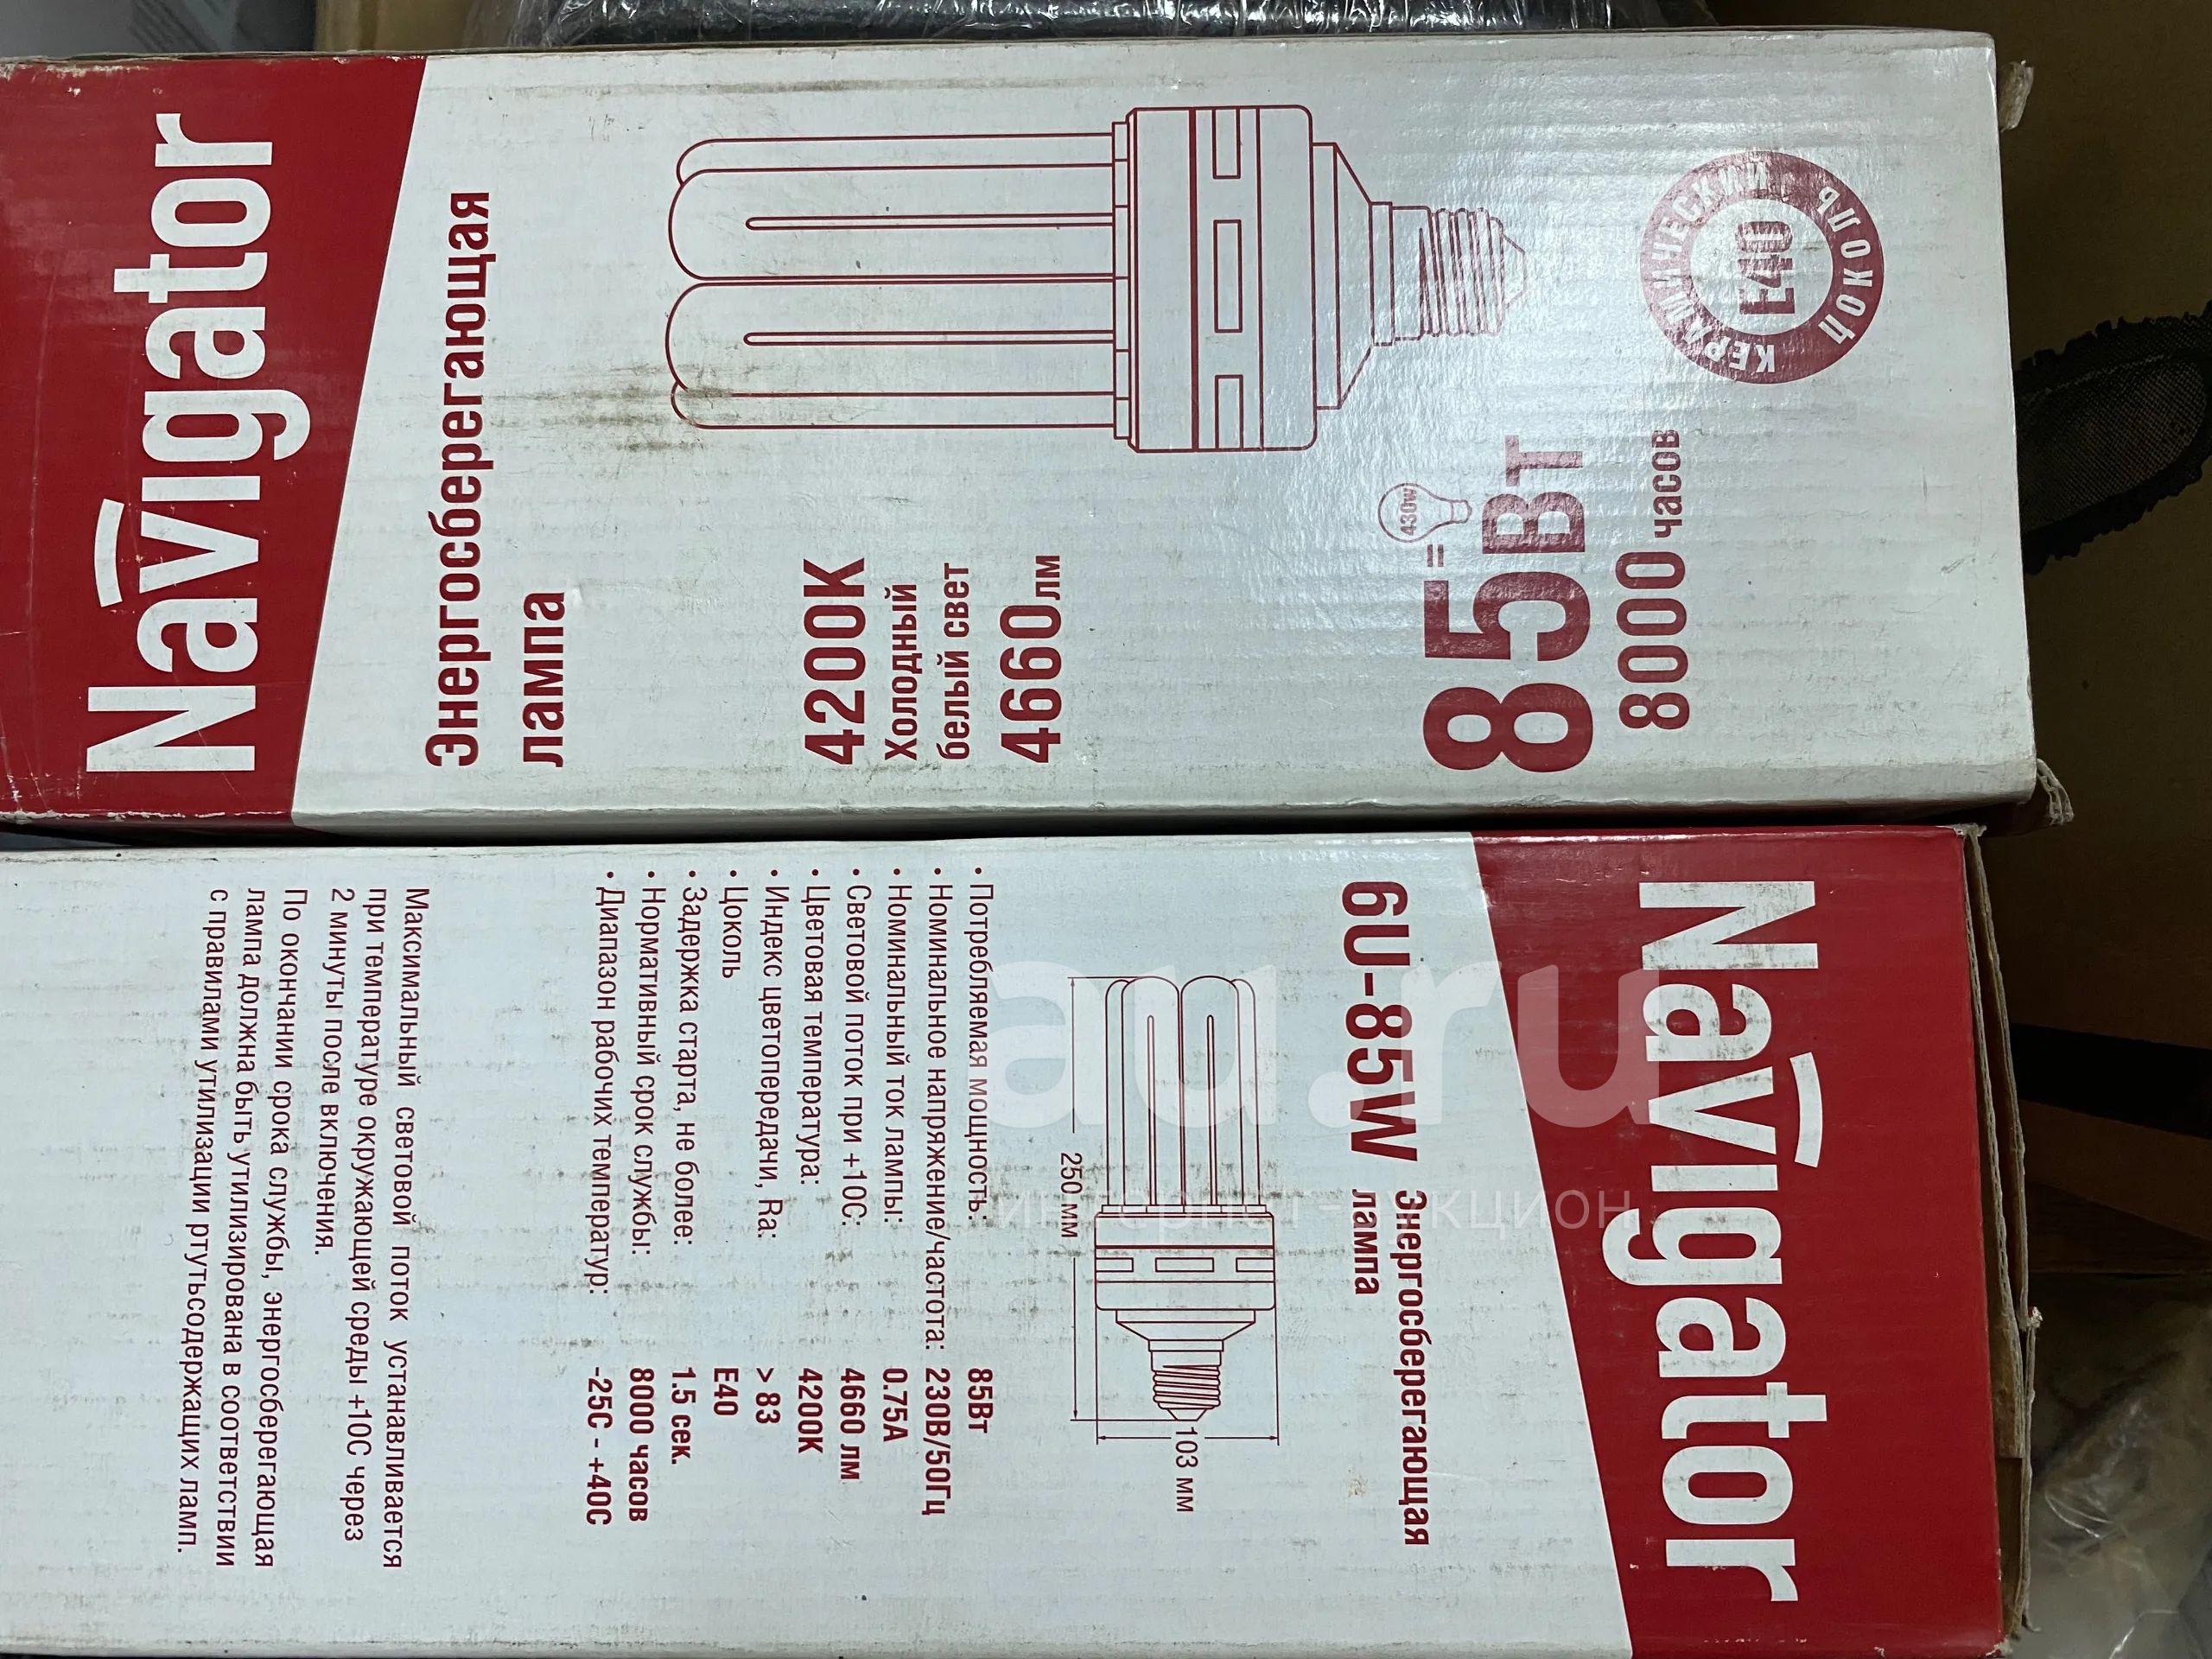 Navigator
Энергосберегающая
лампа
4200К
Холодный
белый свет
4660лм
85Вт
=
430W
8000 часов
КЕРАМИЧЕСКИЙ ЦОКОЛЬ
E40
Navigator
6U-85W Энергосберегающая
лампа
250 мм
103 мм
• Потребляемая мощность: 85Вт
• Номинальное напряжение/частота: 230В/50Гц
• Номинальный ток лампы: 0.75А
• Световой поток при +10С: 4660 лм
• Цветовая температура: 4200К
• Индекс цветопередачи, Ra: > 83
• Цоколь E40
• Задержка старта, не более: 1.5 сек.
• Нормативный срок службы: 8000 часов
• Диапазон рабочих температур: -25С - +40С
Максимальный световой поток устанавливается
при температуре окружающей среды +10С через
2 минуты после включения.
По окончании срока службы, энергосберегающая
лампа должна быть утилизирована в соответствии
с правилами утилизации ртутьсодержащих ламп.
au.ru
интернет-аукцион